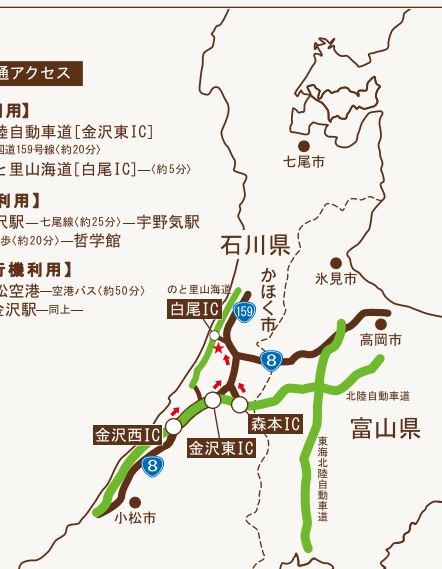 通アクセス
利用】
陸自動車道[金沢東IC]
国道159号線〈約20分〉
と里山海道[白尾IC]―〈約5分〉
利用】
沢駅―七尾線〈約25分〉―宇野気駅
歩〈約20分〉―哲学館
行機利用】
松空港―空港バス〈約50分〉
金沢駅―同上―
七尾市
石川県
かほく市
氷見市
のと里山海道
白尾IC
159
高岡市
8
北陸自動車道
富山県
森本IC
金沢西IC
金沢東IC
8
東海北陸自動車道
小松市